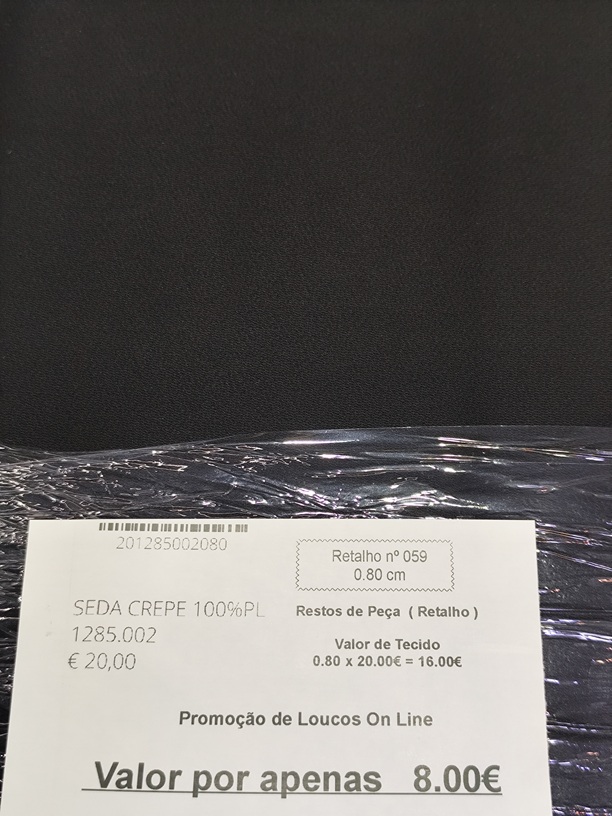 201285002080
Retalho nº 059
0.80 cm
SEDA CREPE 100%PL
1285.002
€ 20,00
Restos de Peça ( Retalho )
Valor de Tecido
0.80 x 20.00€ = 16.00€
Promoção de Loucos On Line
Valor por apenas 8.00€